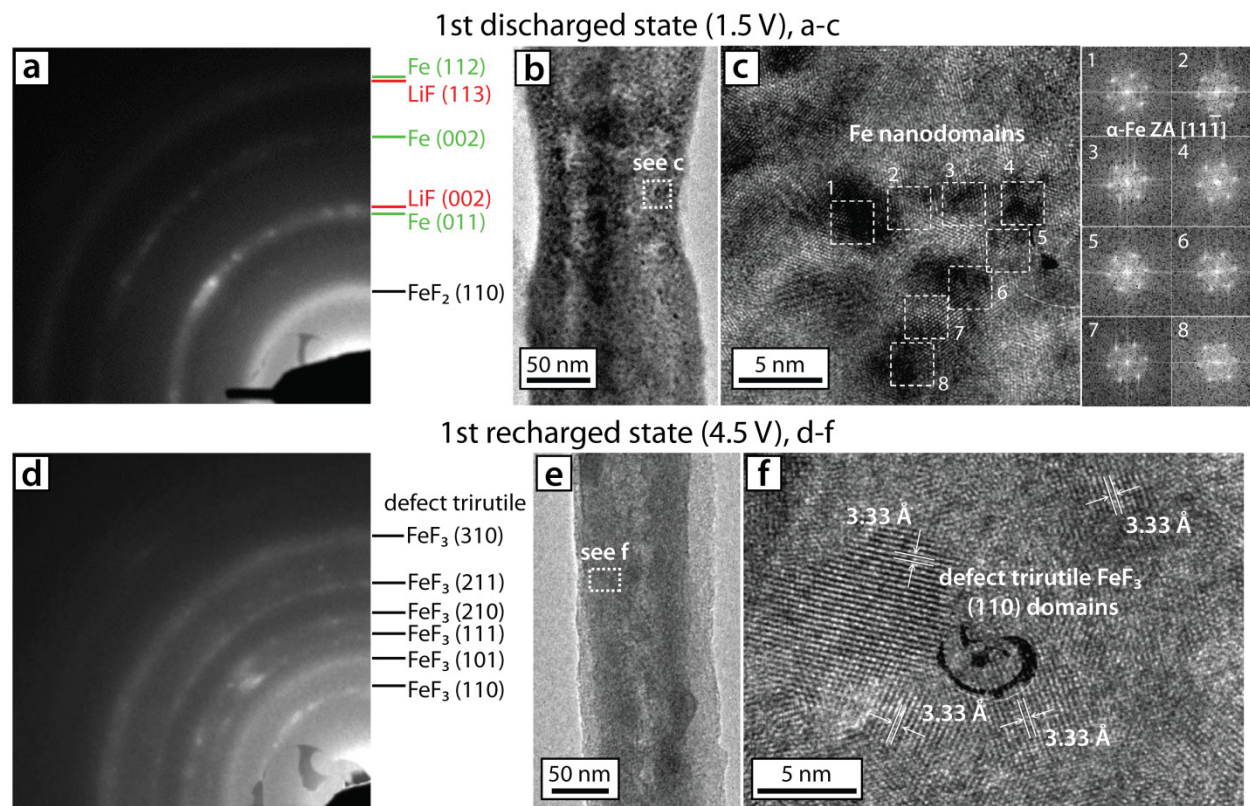 1st discharged state (1.5 V), a-c
a
Fe (112)
LiF (113)
Fe (002)
LiF (002)
Fe (011)
FeF₂ (110)
b
see c
50 nm
c
Fe nanodomains
1
2
3
4
5
6
7
8
5 nm
1
2
α-Fe ZA [11̅1̅]
3
4
5
6
7
8
1st recharged state (4.5 V), d-f
d
defect trirutile
FeF₃ (310)
FeF₃ (211)
FeF₃ (210)
FeF₃ (111)
FeF₃ (101)
FeF₃ (110)
e
see f
50 nm
f
3.33 Å
3.33 Å
defect trirutile FeF₃
(110) domains
3.33 Å
3.33 Å
5 nm